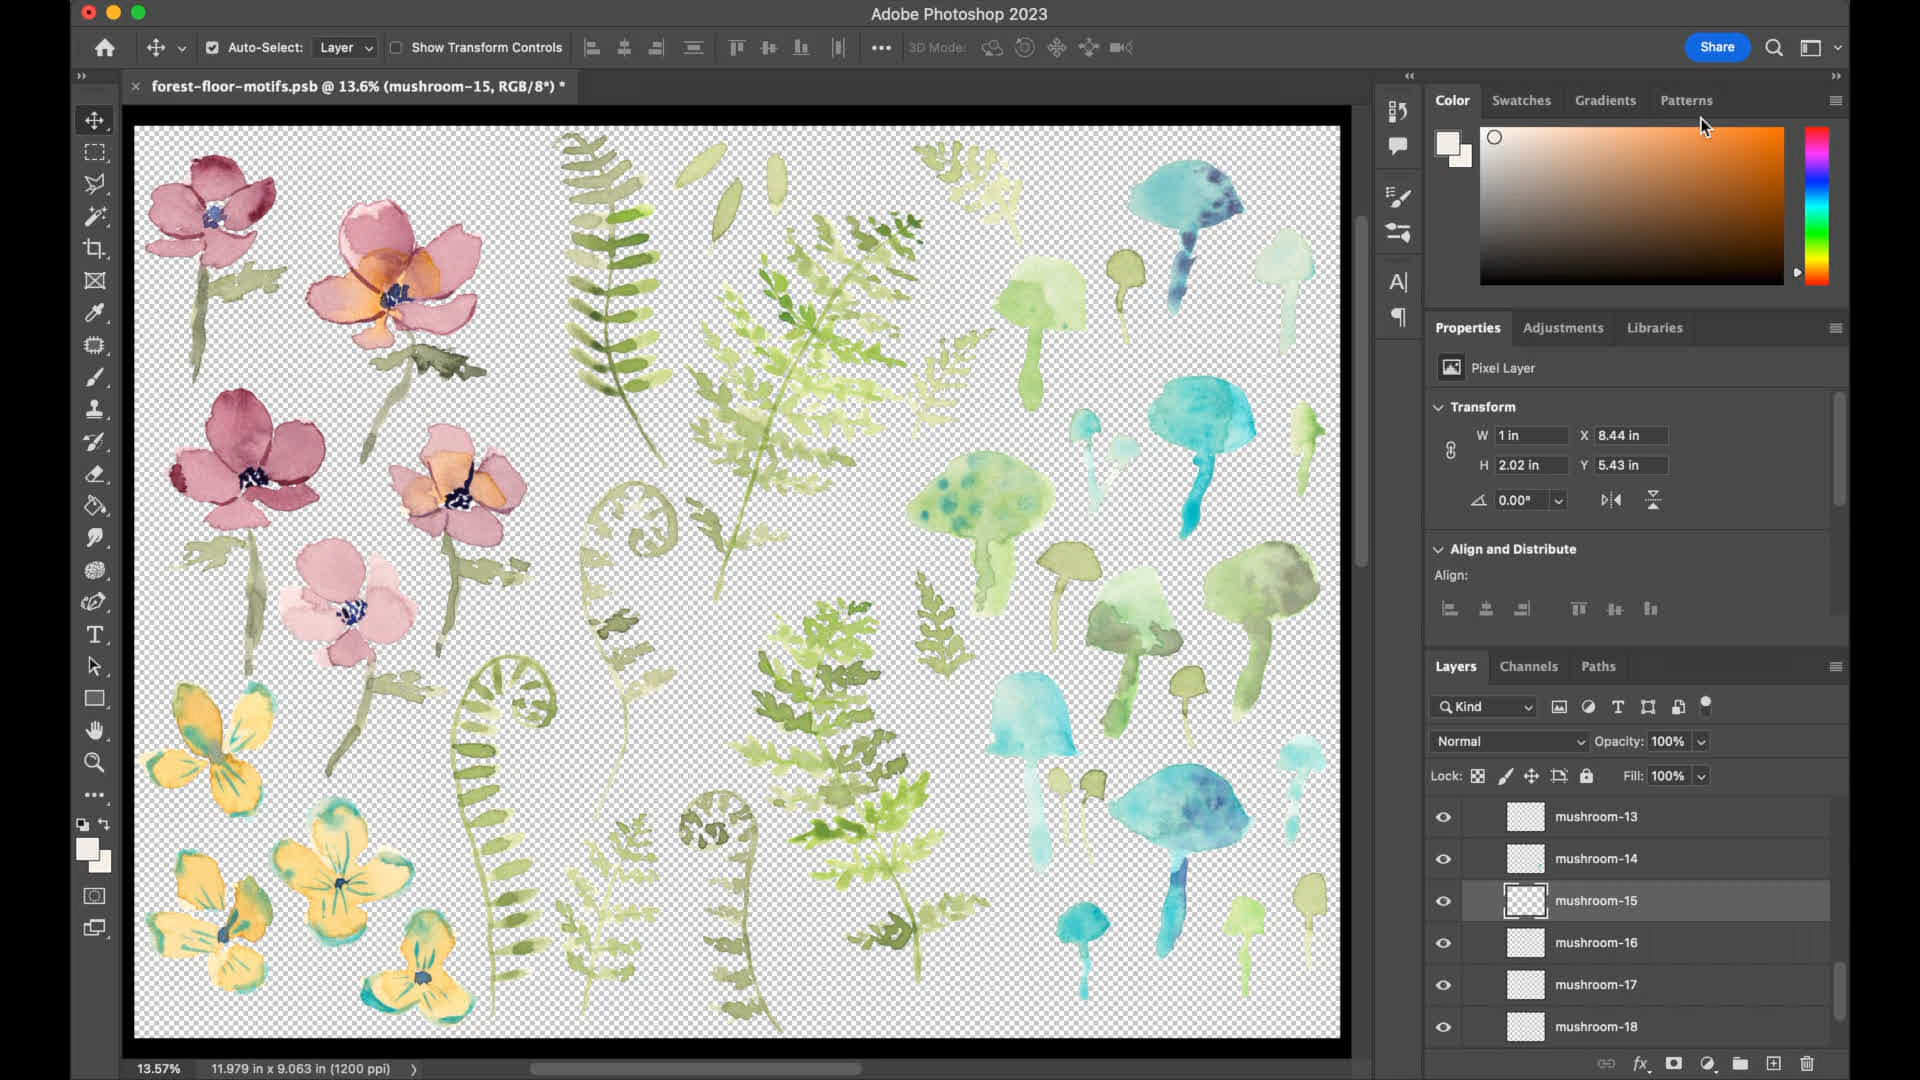 Adobe Photoshop 2023
Auto-Select: Layer Show Transform Controls 3D Mode: Share
forest-floor-motifs.psb @ 13.6% (mushroom-15, RGB/8*) *
Color Swatches Gradients Patterns
Properties Adjustments Libraries
Pixel Layer
Transform
W 1 in X 8.44 in
H 2.02 in Y 5.43 in
0.00°
Align and Distribute
Align:
Layers Channels Paths
Kind
Normal Opacity: 100%
Lock: Fill: 100%
mushroom-13
mushroom-14
mushroom-15
mushroom-16
mushroom-17
mushroom-18
13.57% 11.979 in x 9.063 in (1200 ppi)